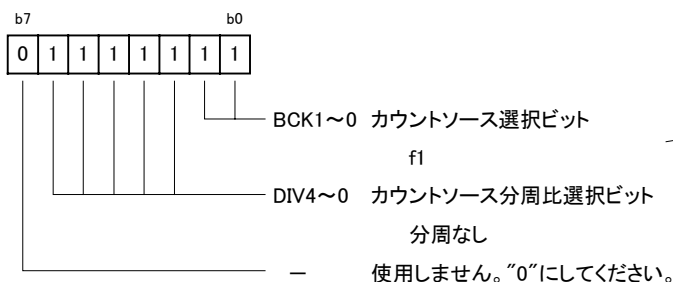 b7 b0
0 1 1 1 1 1 1 1
BCK1～0 カウントソース選択ビット
f1
DIV4～0 カウントソース分周比選択ビット
分周なし
－ 使用しません。"0"にしてください。